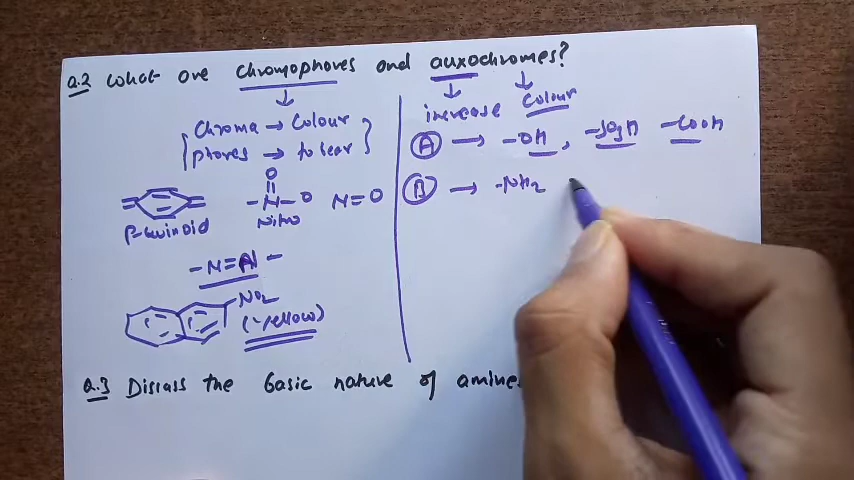 Q.2 What are chromophores and auxochromes?
Chroma → Colour
phores → to bear
P-Quinoid
O
-N-O
Nitro
N=O
-N=N-
NO2
(-yellow)
increase Colour
A → -OH, -SO3H -COOH
B → -NH2
Q.3 Discuss the basic nature of amines